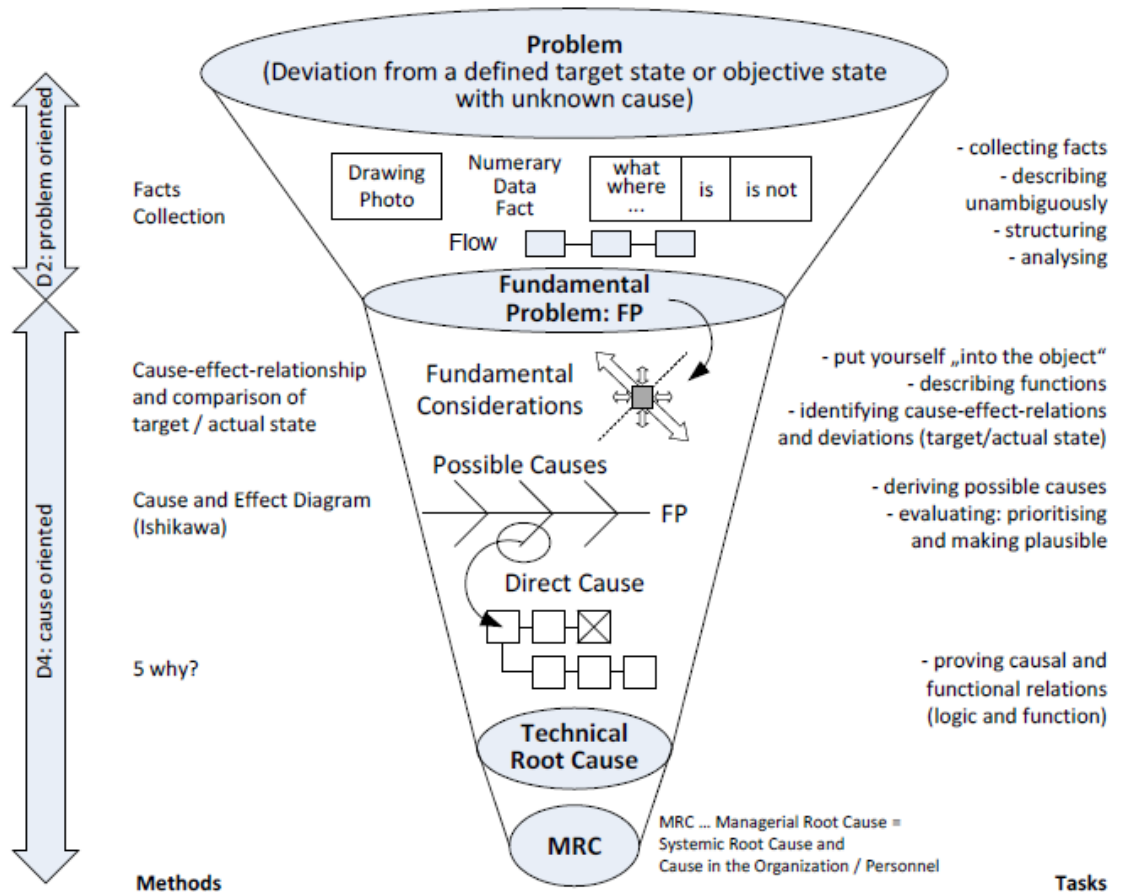 Problem
(Deviation from a defined target state or objective state
with unknown cause)
D2: problem oriented
Facts
Collection
Drawing
Photo
Numerary
Data
Fact
what
where
...
is
is not
Flow
- collecting facts
- describing
unambiguously
- structuring
- analysing
Fundamental
Problem: FP
D4: cause oriented
Cause-effect-relationship
and comparison of
target / actual state
Fundamental
Considerations
- put yourself „into the object“
- describing functions
- identifying cause-effect-relations
and deviations (target/actual state)
Possible Causes
Cause and Effect Diagram
(Ishikawa)
FP
- deriving possible causes
- evaluating: prioritising
and making plausible
Direct Cause
5 why?
- proving causal and
functional relations
(logic and function)
Technical
Root Cause
MRC
MRC ... Managerial Root Cause =
Systemic Root Cause and
Cause in the Organization / Personnel
Methods
Tasks